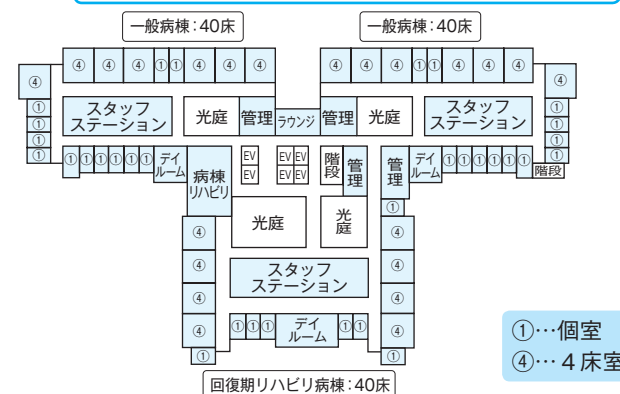 一般病棟：40床
一般病棟：40床
④ ④ ④ ① ① ④ ④ ④
④ ④ ④ ① ① ④ ④ ④
④
④
①
①
①
①
スタッフ
ステーション
光庭
管理
ラウンジ
管理
光庭
スタッフ
ステーション
①
①
①
①
① ① ① ① ① ①
デイ
ルーム
病棟
リハビリ
EV
EV
EV EV
EV EV
階段
管理
管理
デイ
ルーム
① ① ① ① ① ①
階段
①
光庭
光庭
④
④
④
④
①
スタッフ
ステーション
④
④
④
④
①
① ① ①
デイ
ルーム
① ①
回復期リハビリ病棟：40床
①…個室
④…４床室